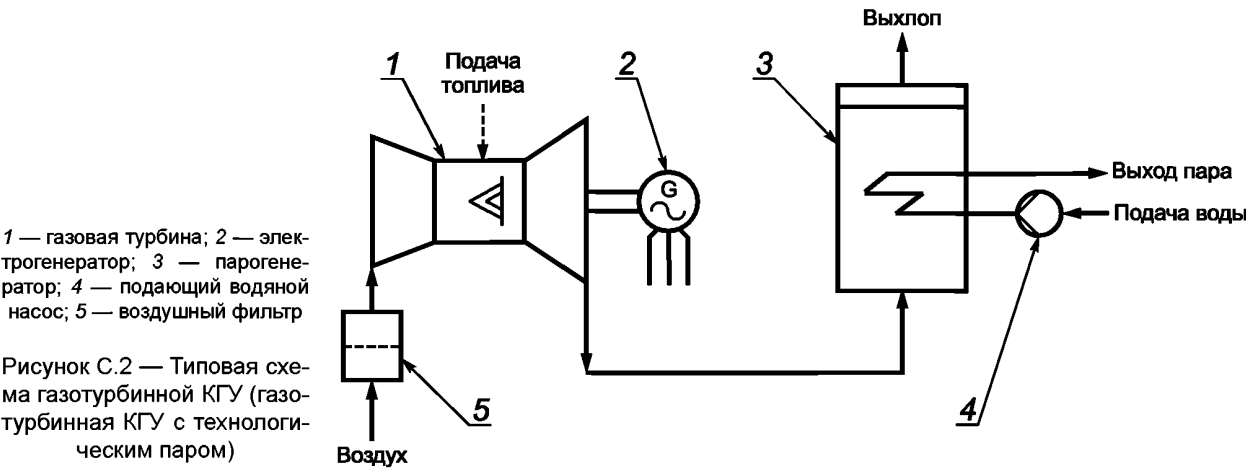 Выхлоп
1
Подача
топлива
2
3
G
Выход пара
Подача воды
1 — газовая турбина; 2 — элек-
трогенератор; 3 — парогене-
ратор; 4 — подающий водяной
насос; 5 — воздушный фильтр
Рисунок С.2 — Типовая схе-
ма газотурбинной КГУ (газо-
турбинная КГУ с технологи-
ческим паром)
5
4
Воздух